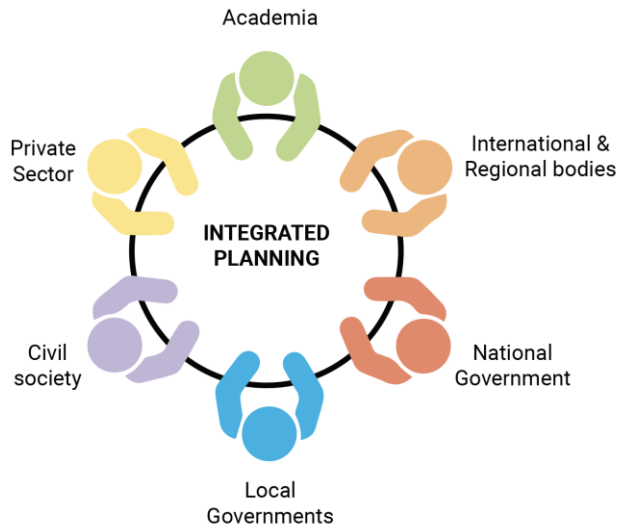 Academia
Private
Sector
International &
Regional bodies
INTEGRATED
PLANNING
Civil
society
National
Government
Local
Governments